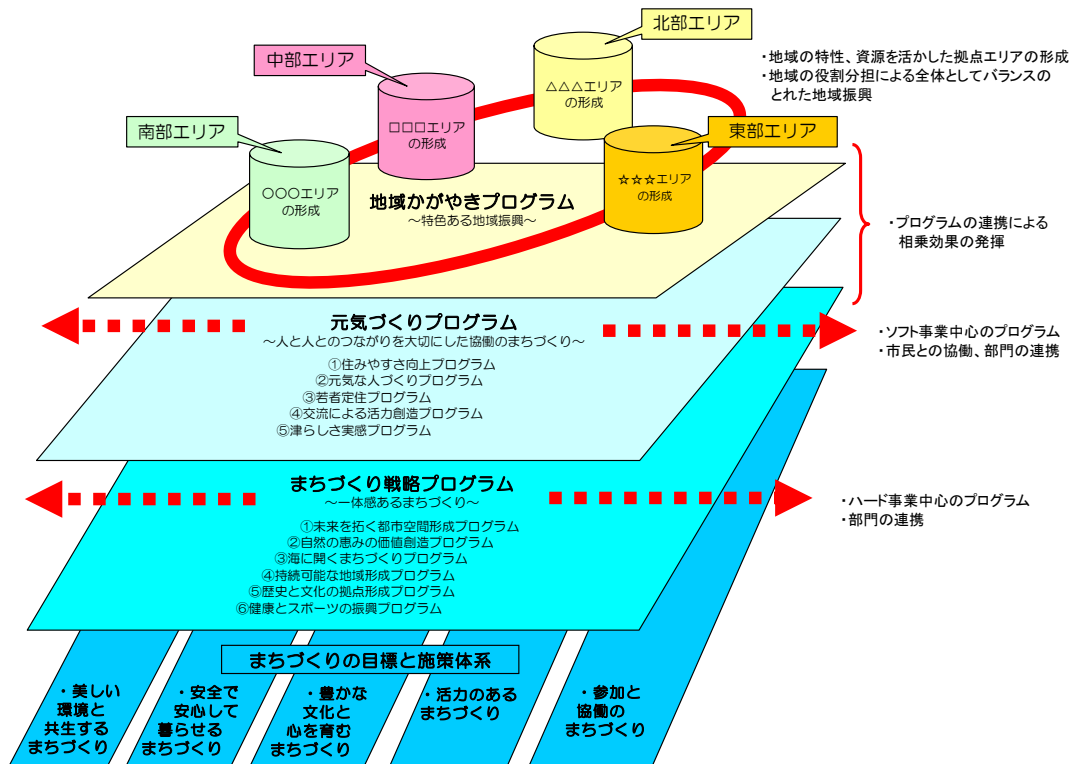 北部エリア
中部エリア
南部エリア
東部エリア
・地域の特性、資源を活かした拠点エリアの形成
・地域の役割分担による全体としてバランスの
とれた地域振興
△△△エリア
の形成
□□□エリア
の形成
○○○エリア
の形成
☆☆☆エリア
の形成
地域かがやきプログラム
～特色ある地域振興～
・プログラムの連携による
相乗効果の発揮
元気づくりプログラム
～人と人とのつながりを大切にした協働のまちづくり～
①住みやすさ向上プログラム
②元気な人づくりプログラム
③若者定住プログラム
④交流による活力創造プログラム
⑤津らしさ実感プログラム
・ソフト事業中心のプログラム
・市民との協働、部門の連携
まちづくり戦略プログラム
～一体感あるまちづくり～
①未来を拓く都市空間形成プログラム
②自然の恵みの価値創造プログラム
③海に開くまちづくりプログラム
④持続可能な地域形成プログラム
⑤歴史と文化の拠点形成プログラム
⑥健康とスポーツの振興プログラム
・ハード事業中心のプログラム
・部門の連携
まちづくりの目標と施策体系
・美しい
環境と
共生する
まちづくり
・安全で
安心して
暮らせる
まちづくり
・豊かな
文化と
心を育む
まちづくり
・活力のある
まちづくり
・参加と
協働の
まちづくり